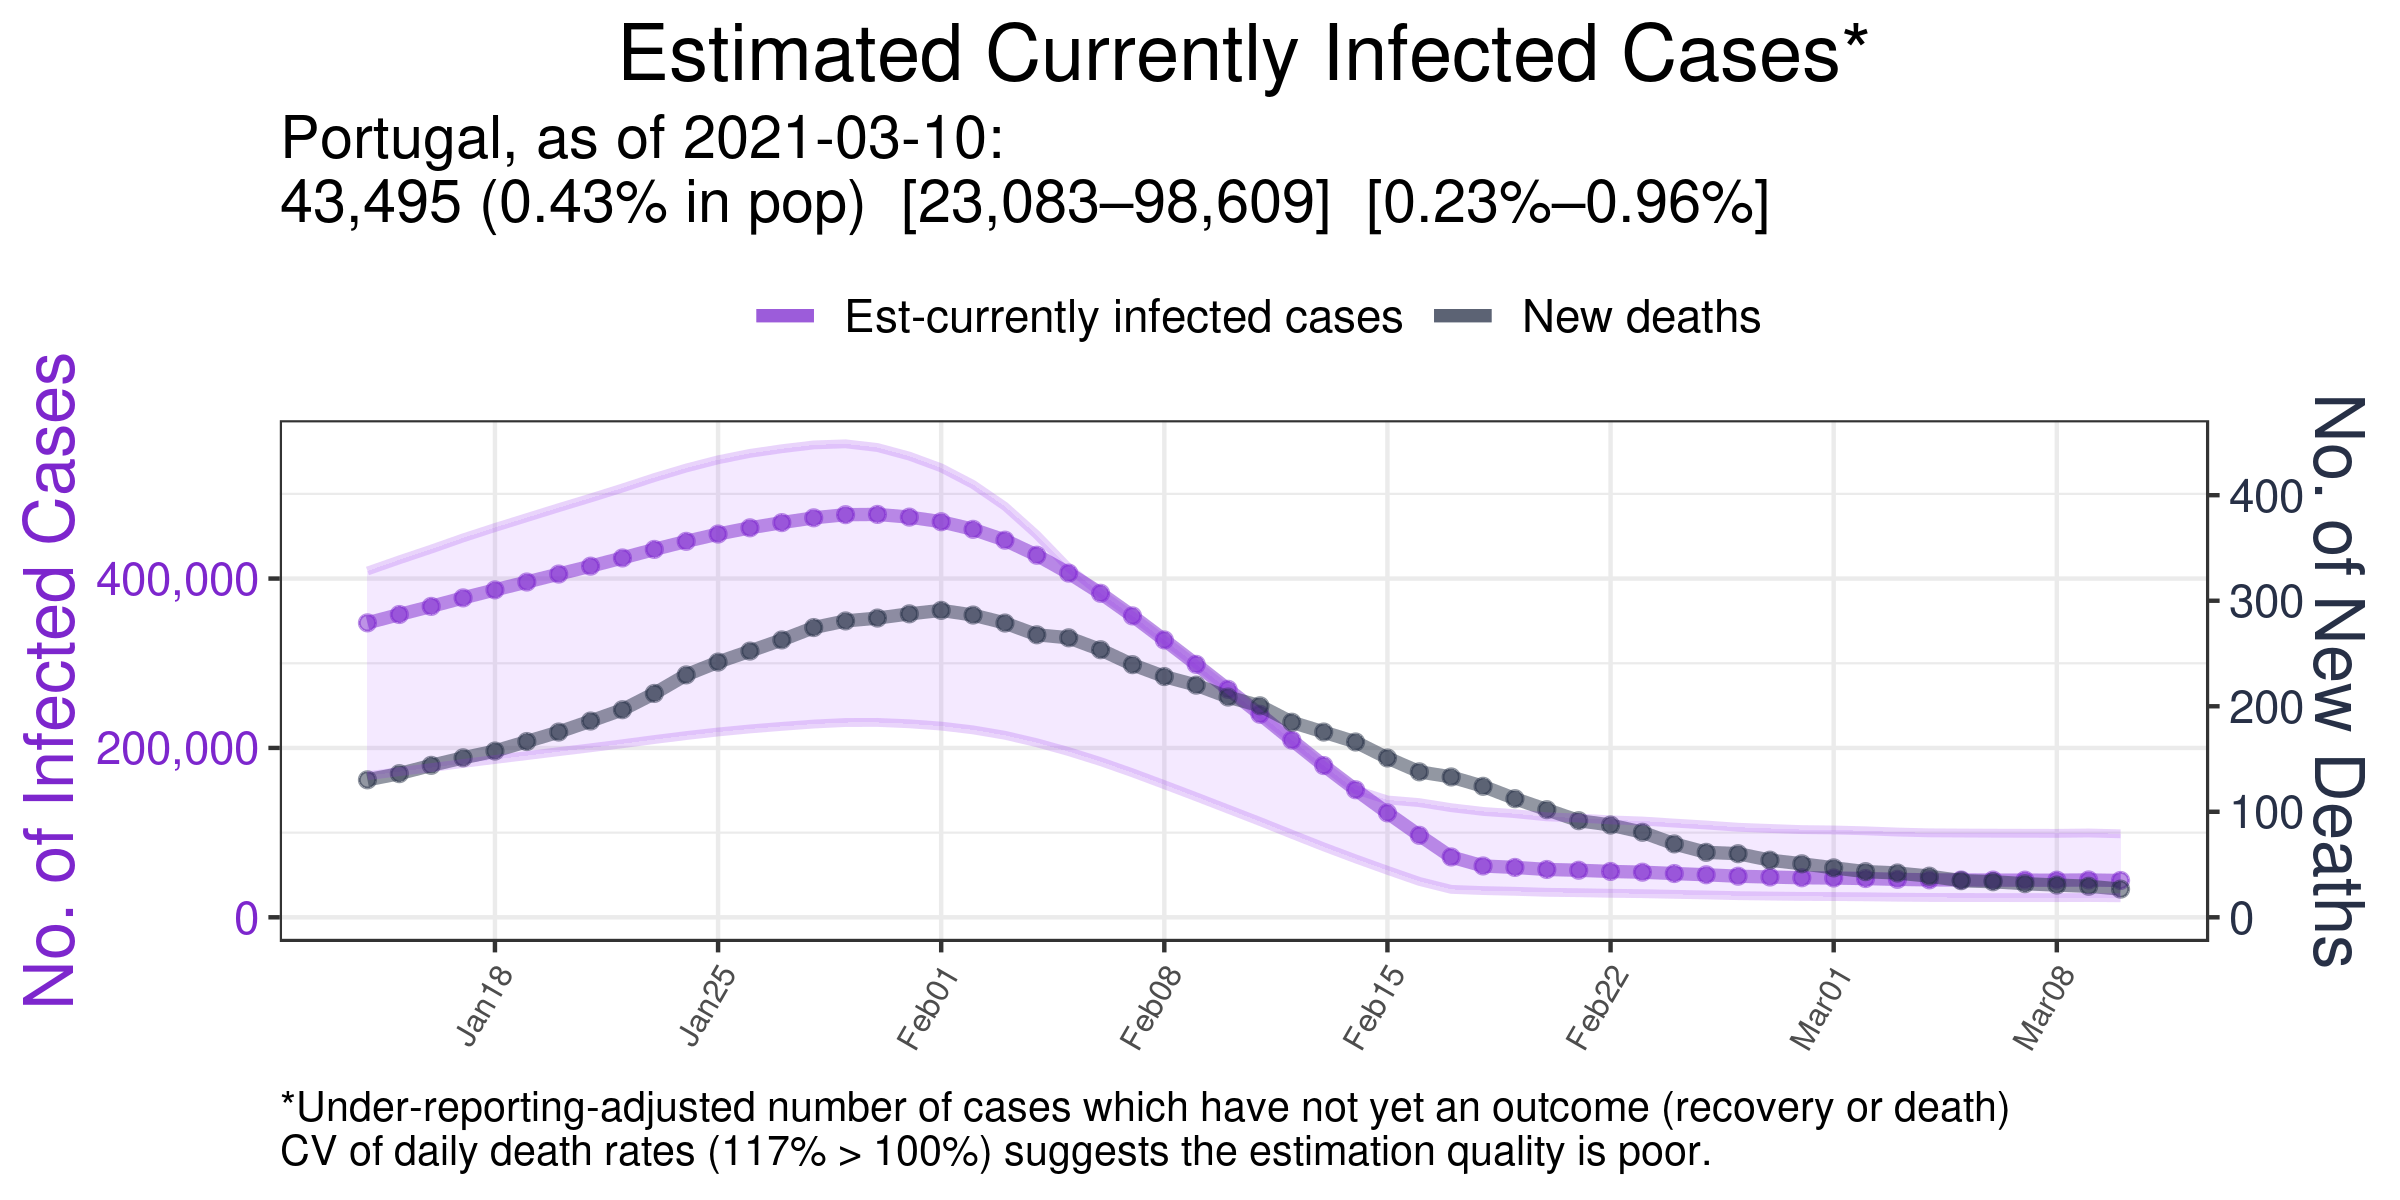 Estimated Currently Infected Cases*
Portugal, as of 2021-03-10:
43,495 (0.43% in pop)  [23,083–98,609]  [0.23%–0.96%]
Est-currently infected cases
New deaths
No. of Infected Cases
400,000
200,000
0
No. of New Deaths
400
300
200
100
0
Jan18
Jan25
Feb01
Feb08
Feb15
Feb22
Mar01
Mar08
*Under-reporting-adjusted number of cases which have not yet an outcome (recovery or death)
CV of daily death rates (117% > 100%) suggests the estimation quality is poor.